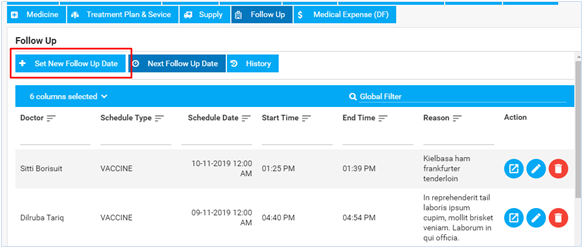 Medicine Treatment Plan & Sevice Supply Follow Up $ Medical Expense (DF)
Follow Up
+ Set New Follow Up Date Next Follow Up Date History
6 columns selected Global Filter
Doctor Schedule Type Schedule Date Start Time End Time Reason Action
Sitti Borisuit VACCINE 10-11-2019 12:00 AM 01:25 PM 01:39 PM Kielbasa ham frankfurter tenderloin
Dilruba Tariq VACCINE 09-11-2019 12:00 AM 04:40 PM 04:54 PM In reprehenderit tail laboris ipsum cupim, mollit brisket veniam. Laborum in qui officia.